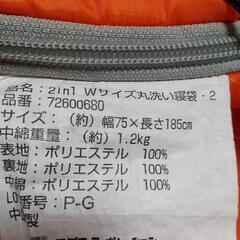 品名：2in1 Wサイズ丸洗い寝袋・2
品番：72600680
サイズ：（約）幅75×長さ185cm
中綿重量：（約）1.2kg
表地：ポリエステル 100%
裏地：ポリエステル 100%
中綿：ポリエステル 100%
LO番号：P-G
製